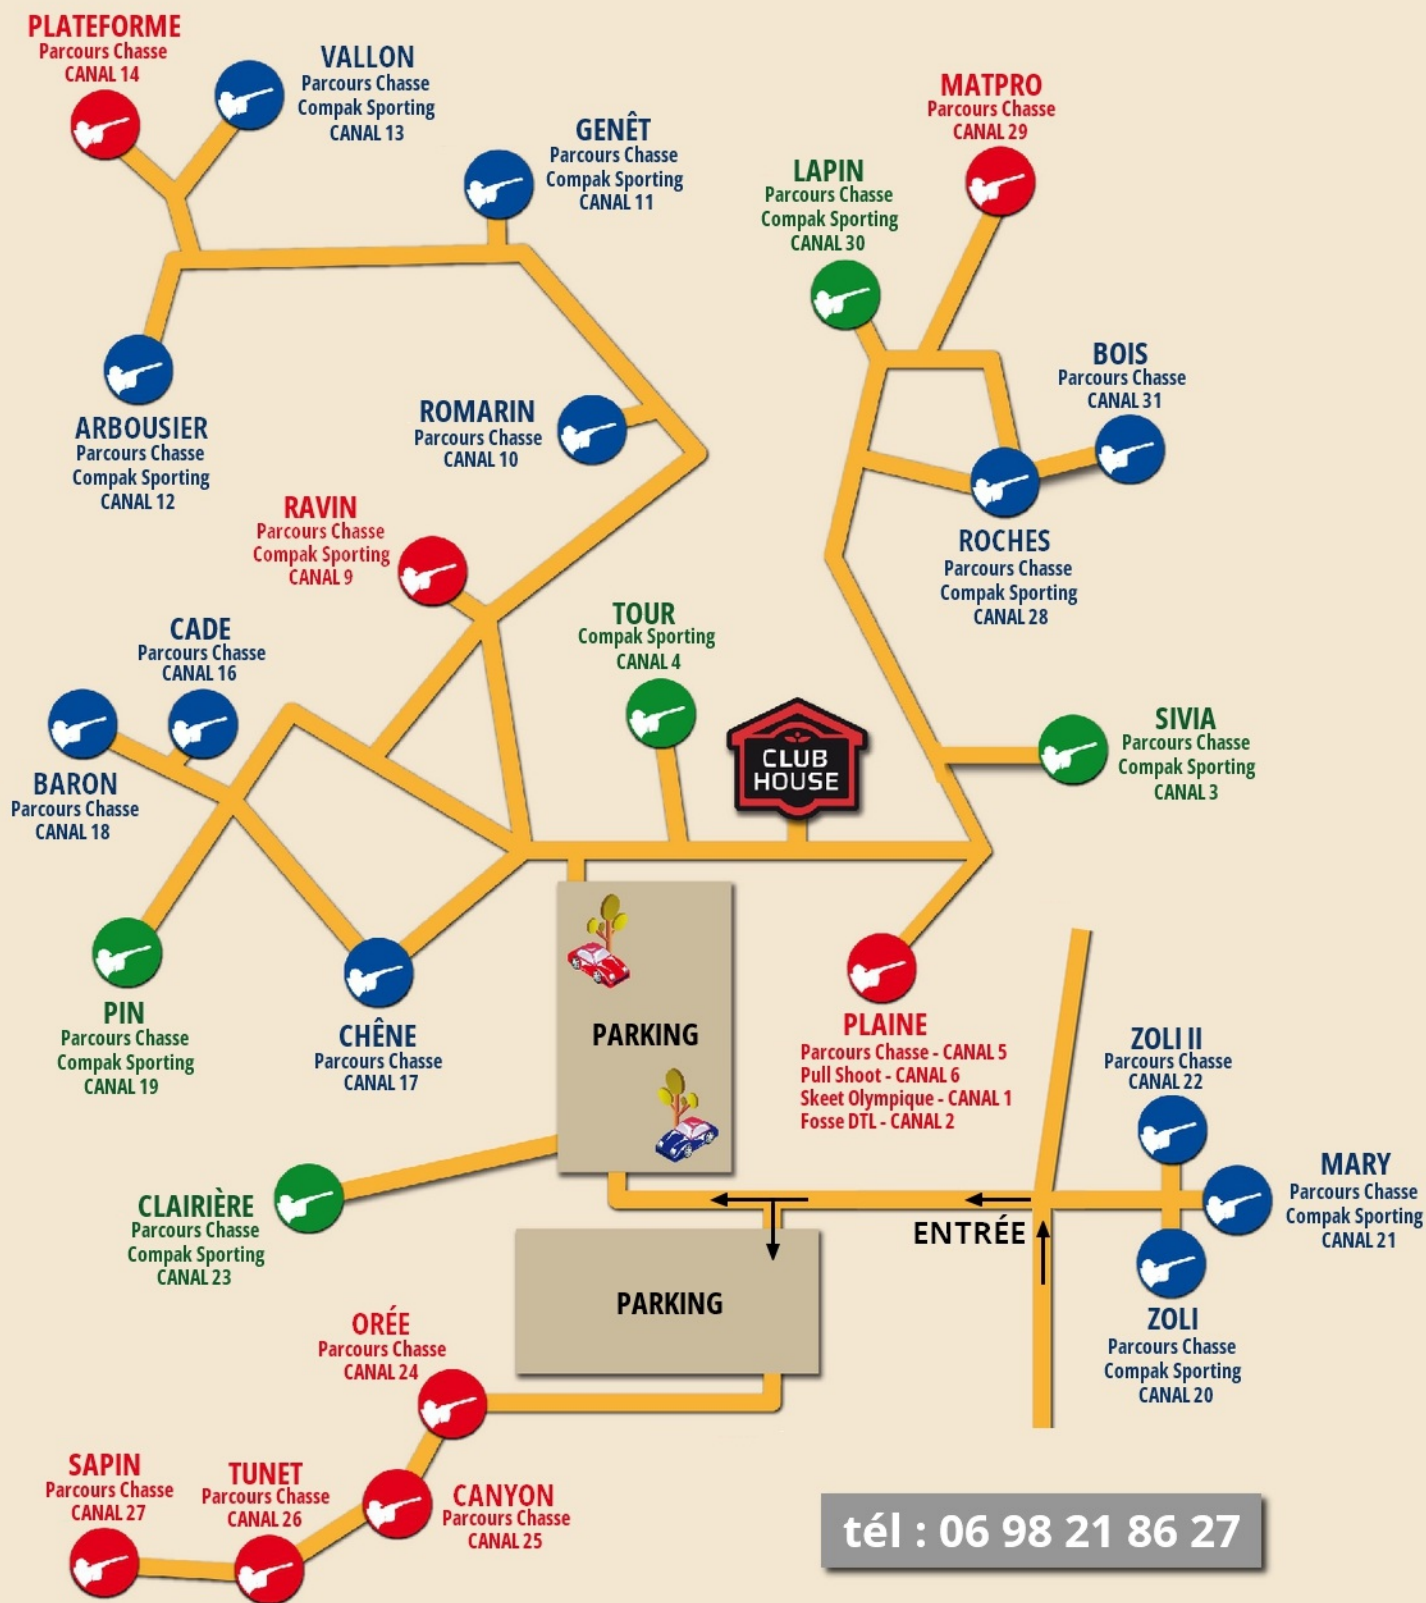 PLATEFORME
Parcours Chasse
CANAL 14
VALLON
Parcours Chasse
Compak Sporting
CANAL 13
GENÊT
Parcours Chasse
Compak Sporting
CANAL 11
MATPRO
Parcours Chasse
CANAL 29
LAPIN
Parcours Chasse
Compak Sporting
CANAL 30
BOIS
Parcours Chasse
CANAL 31
ARBOUSIER
Parcours Chasse
Compak Sporting
CANAL 12
ROMARIN
Parcours Chasse
CANAL 10
RAVIN
Parcours Chasse
Compak Sporting
CANAL 9
ROCHES
Parcours Chasse
Compak Sporting
CANAL 28
TOUR
Compak Sporting
CANAL 4
CADE
Parcours Chasse
CANAL 16
CLUB
HOUSE
SIVIA
Parcours Chasse
Compak Sporting
CANAL 3
BARON
Parcours Chasse
CANAL 18
PIN
Parcours Chasse
Compak Sporting
CANAL 19
CHÊNE
Parcours Chasse
CANAL 17
PARKING
PLAINE
Parcours Chasse - CANAL 5
Pull Shoot - CANAL 6
Skeet Olympique - CANAL 1
Fosse DTL - CANAL 2
ZOLI II
Parcours Chasse
CANAL 22
MARY
Parcours Chasse
Compak Sporting
CANAL 21
CLAIRIÈRE
Parcours Chasse
Compak Sporting
CANAL 23
ENTRÉE
PARKING
ZOLI
Parcours Chasse
Compak Sporting
CANAL 20
ORÉE
Parcours Chasse
CANAL 24
SAPIN
Parcours Chasse
CANAL 27
TUNET
Parcours Chasse
CANAL 26
CANYON
Parcours Chasse
CANAL 25
tél : 06 98 21 86 27